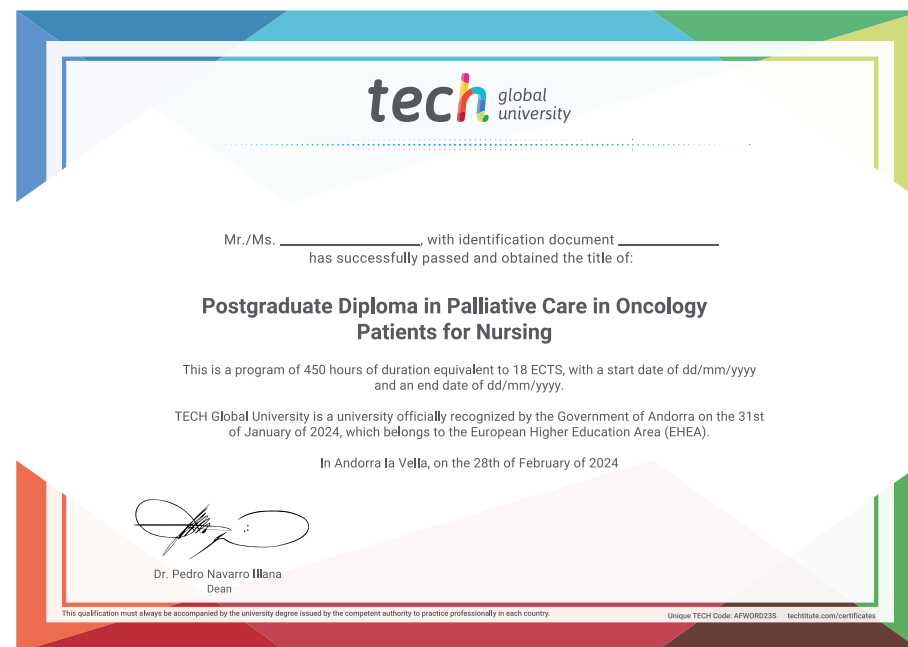 tech global
university
Mr./Ms. ____________________, with identification document ______________
has successfully passed and obtained the title of:
Postgraduate Diploma in Palliative Care in Oncology
Patients for Nursing
This is a program of 450 hours of duration equivalent to 18 ECTS, with a start date of dd/mm/yyyy
and an end date of dd/mm/yyyy.
TECH Global University is a university officially recognized by the Government of Andorra on the 31st
of January of 2024, which belongs to the European Higher Education Area (EHEA).
In Andorra la Vella, on the 28th of February of 2024
Dr. Pedro Navarro Illana
Dean
This qualification must always be accompanied by the university degree issued by the competent authority to practice professionally in each country.
Unique TECH Code: AFWORD23S techtitute.com/certificates